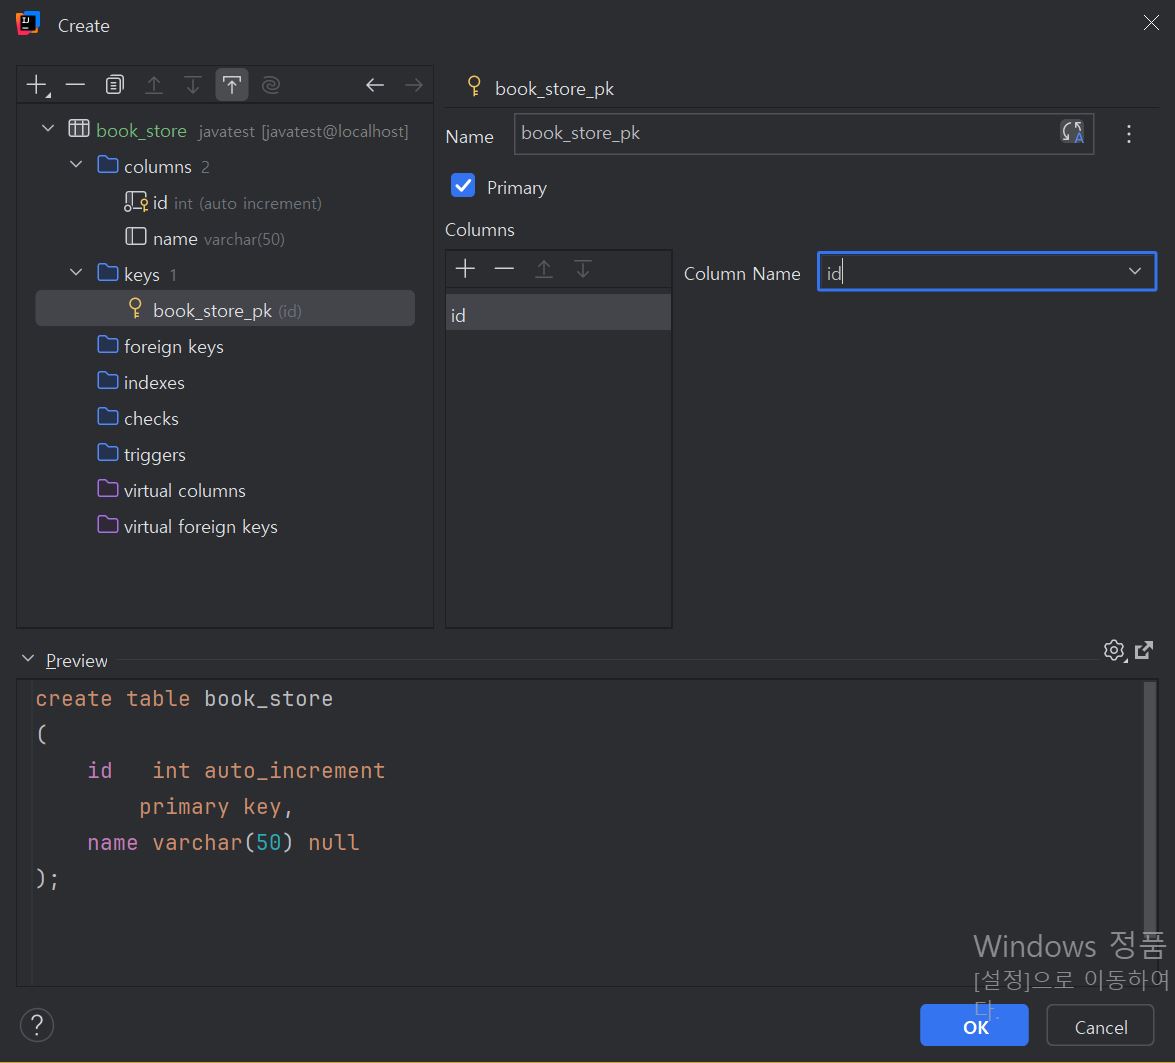 Create
book_store javatest [javatest@localhost]
columns 2
id int (auto increment)
name varchar(50)
keys 1
book_store_pk (id)
foreign keys
indexes
checks
triggers
virtual columns
virtual foreign keys
book_store_pk
Name book_store_pk
Primary
Columns
id
Column Name id
Preview
create table book_store
(
id int auto_increment
primary key,
name varchar(50) null
);
Windows 정품
[설정]으로 이동하여
다.
?
OK
Cancel